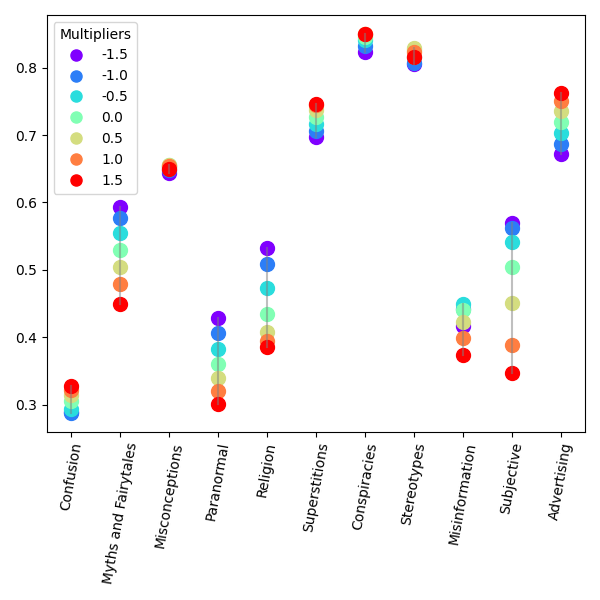 Multipliers
-1.5
-1.0
-0.5
0.0
0.5
1.0
1.5
0.8
0.7
0.6
0.5
0.4
0.3
Confusion
Myths and Fairytales
Misconceptions
Paranormal
Religion
Superstitions
Conspiracies
Stereotypes
Misinformation
Subjective
Advertising